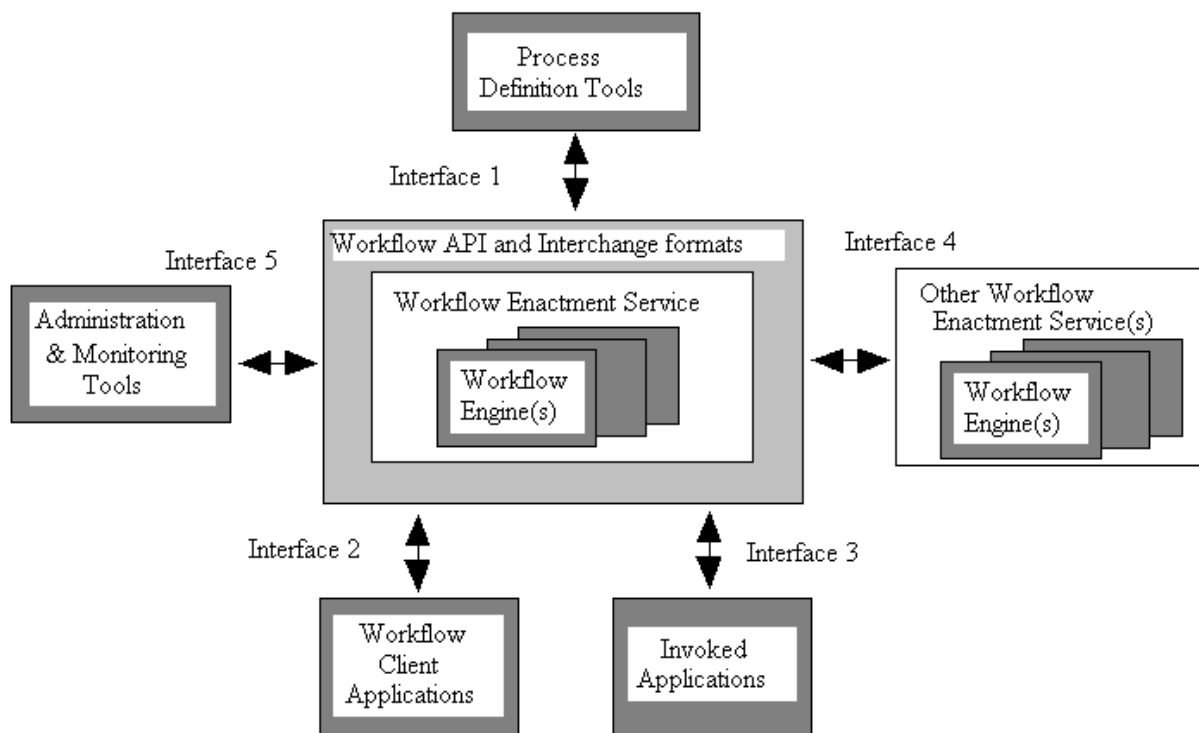 Process
Definition Tools
Interface 1
Workflow API and Interchange formats
Interface 4
Interface 5
Workflow Enactment Service
Other Workflow
Enactment Service(s)
Administration
& Monitoring
Tools
Workflow
Engine(s)
Workflow
Engine(s)
Interface 2
Interface 3
Workflow
Client
Applications
Invoked
Applications